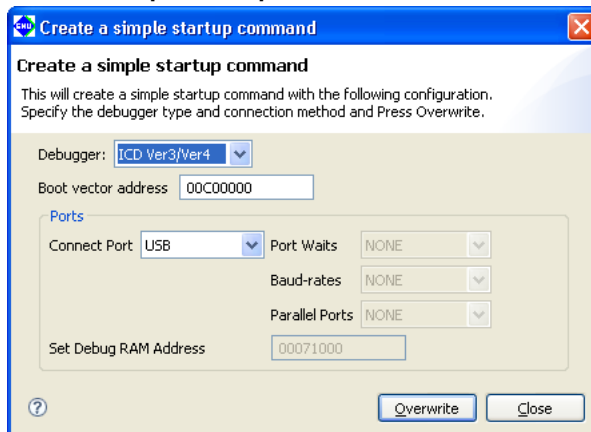 Create a simple startup command
Create a simple startup command
This will create a simple startup command with the following configuration.
Specify the debugger type and connection method and Press Overwrite.
Debugger: ICD Ver3/Ver4
Boot vector address 00C00000
Ports
Connect Port USB Port Waits NONE
Baud-rates NONE
Parallel Ports NONE
Set Debug RAM Address 00071000
? Overwrite Close